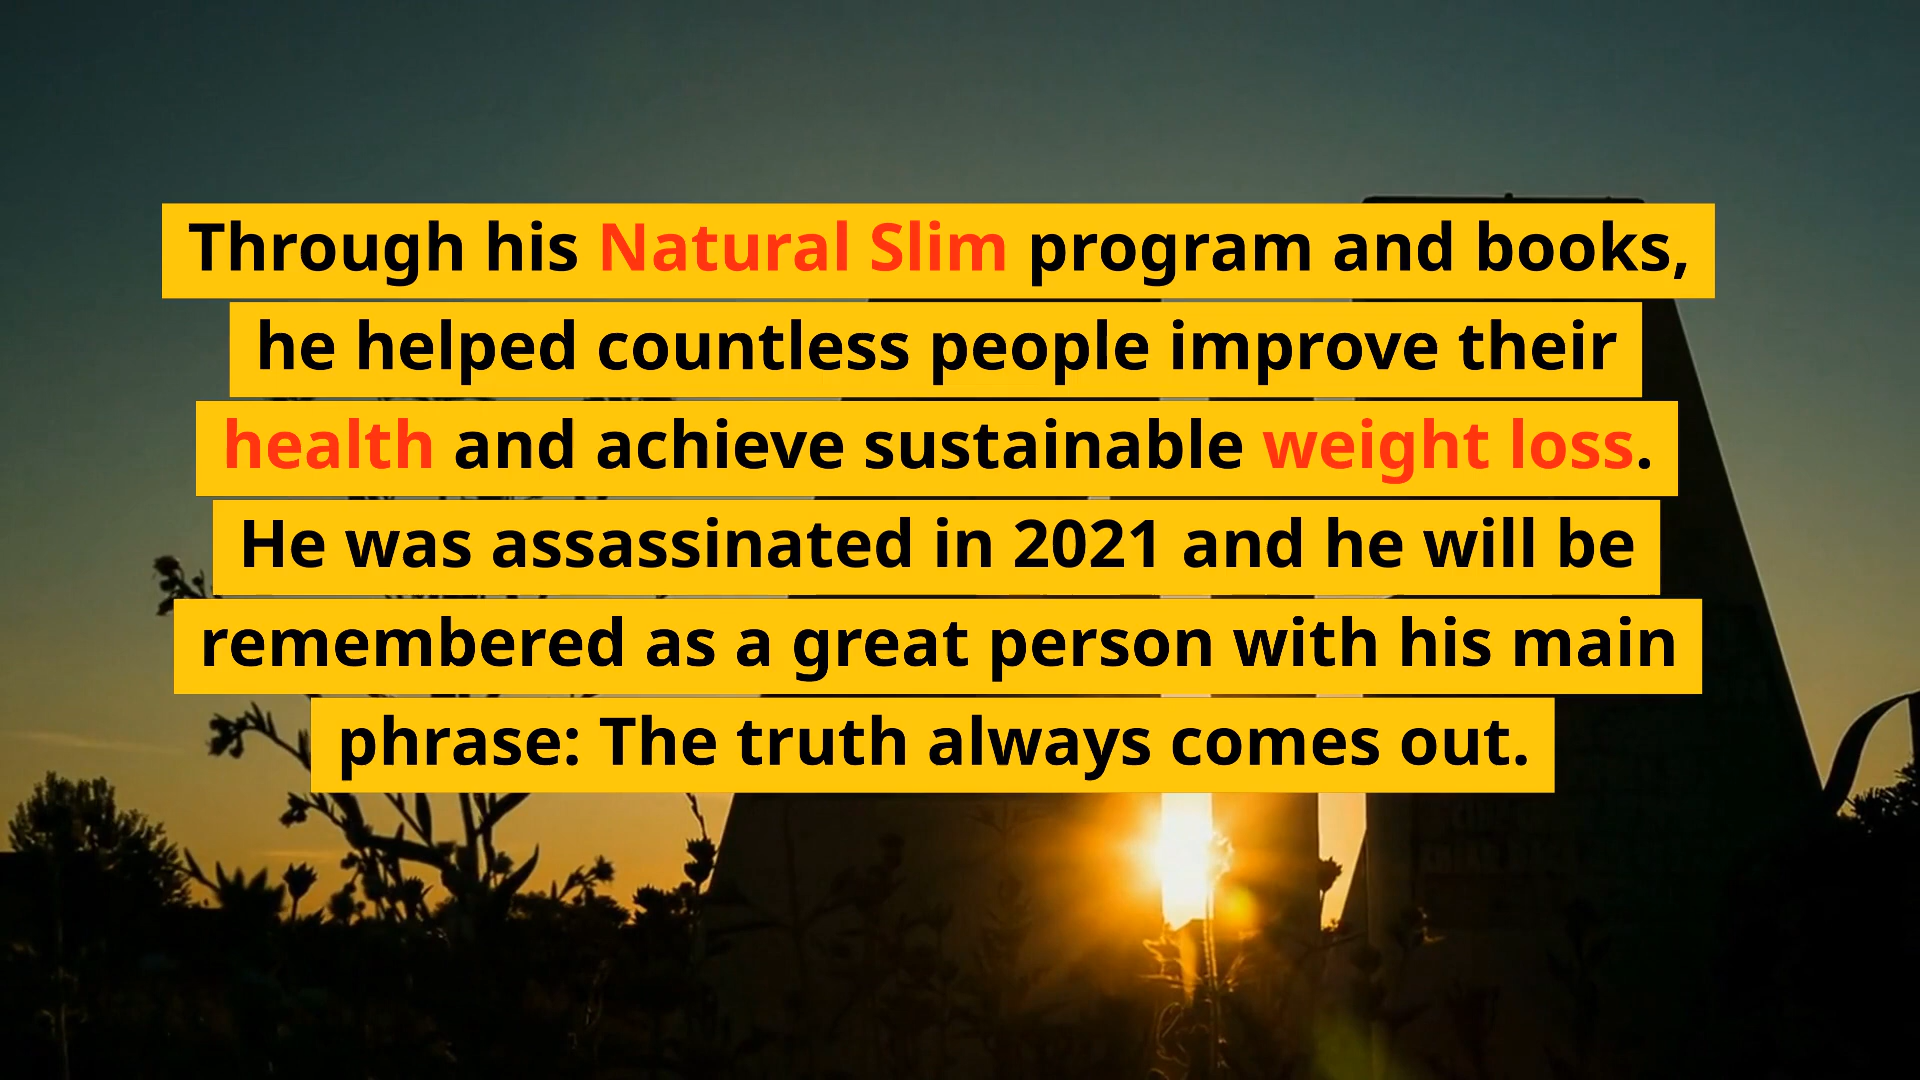 Through his Natural Slim program and books,
he helped countless people improve their
health and achieve sustainable weight loss.
He was assassinated in 2021 and he will be
remembered as a great person with his main
phrase: The truth always comes out.